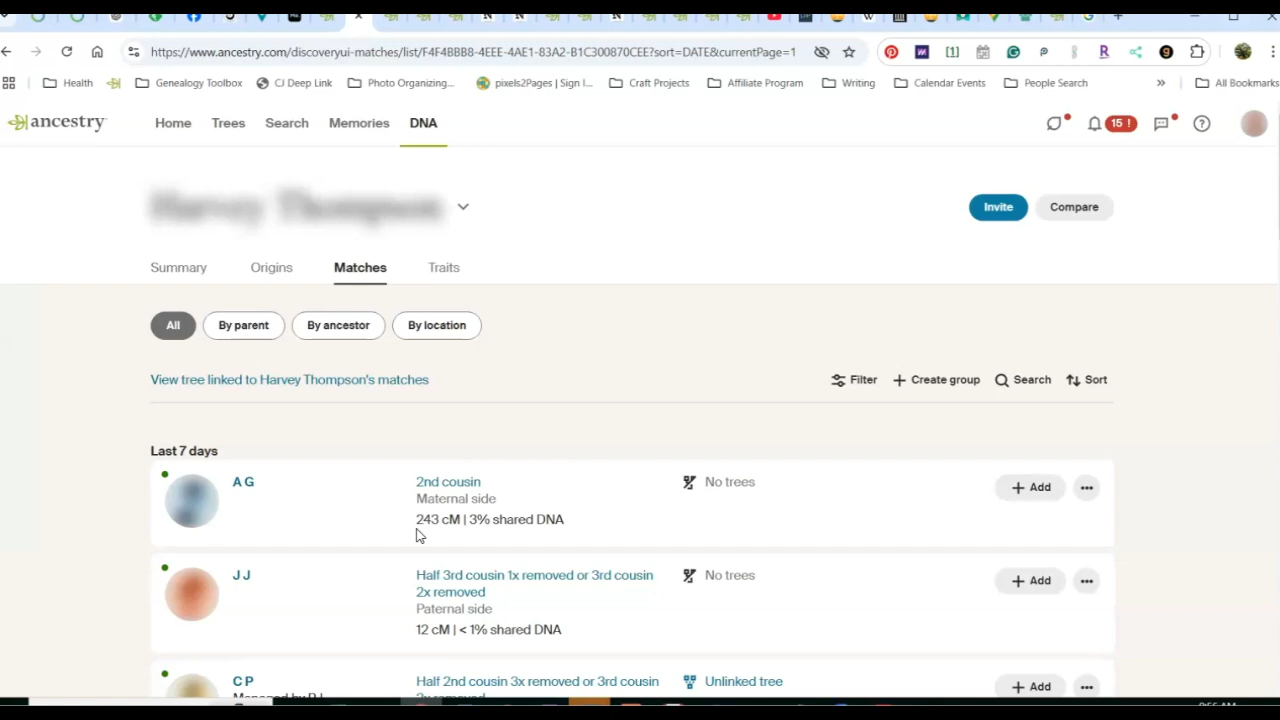 https://www.ancestry.com/discoveryui-matches/list/F4F4BBB8-4EEE-4AE1-83A2-B1C300870CEE?sort=DATE&currentPage=1
Health
Genealogy Toolbox
CJ Deep Link
Photo Organizing...
pixels2Pages | Sign I...
Craft Projects
Affiliate Program
Writing
Calendar Events
People Search
»
All Bookmarks
ancestry
Home
Trees
Search
Memories
DNA
15 !
Harvey Thompson
Invite
Compare
Summary
Origins
Matches
Traits
All
By parent
By ancestor
By location
View tree linked to Harvey Thompson's matches
Filter
+ Create group
Search
Sort
Last 7 days
A G
2nd cousin
Maternal side
243 cM | 3% shared DNA
No trees
+ Add
J J
Half 3rd cousin 1x removed or 3rd cousin
2x removed
Paternal side
12 cM | < 1% shared DNA
No trees
+ Add
C P
Half 2nd cousin 3x removed or 3rd cousin
Unlinked tree
+ Add